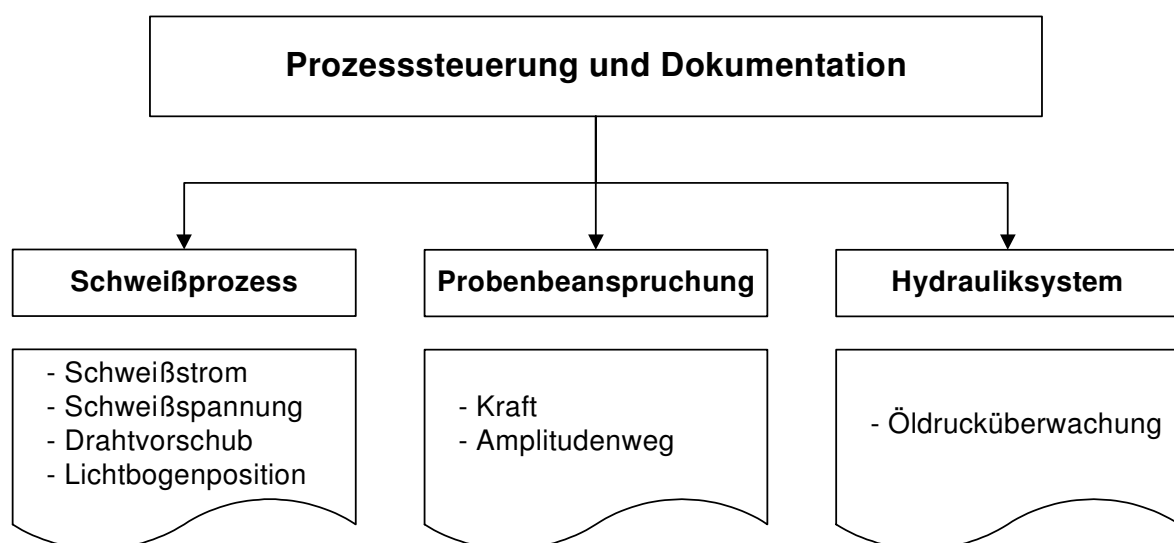 Prozesssteuerung und Dokumentation
Schweißprozess
- Schweißstrom
- Schweißspannung
- Drahtvorschub
- Lichtbogenposition
Probenbeanspruchung
- Kraft
- Amplitudenweg
Hydrauliksystem
- Öldrucküberwachung